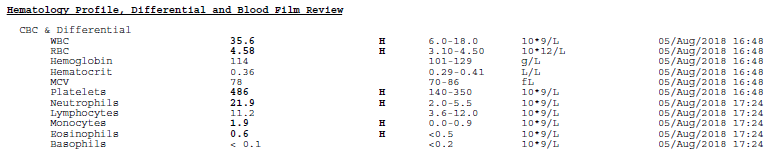 Hematology Profile, Differential and Blood Film Review
CBC & Differential
WBC 35.6 H 6.0-18.0 10*9/L 05/Aug/2018 16:48
RBC 4.58 H 3.10-4.50 10*12/L 05/Aug/2018 16:48
Hemoglobin 114 101-129 g/L 05/Aug/2018 16:48
Hematocrit 0.36 0.29-0.41 L/L 05/Aug/2018 16:48
MCV 78 70-86 fL 05/Aug/2018 16:48
Platelets 486 H 140-350 10*9/L 05/Aug/2018 16:48
Neutrophils 21.9 H 2.0-5.5 10*9/L 05/Aug/2018 17:24
Lymphocytes 11.2 3.6-12.0 10*9/L 05/Aug/2018 17:24
Monocytes 1.9 H 0.0-0.9 10*9/L 05/Aug/2018 17:24
Eosinophils 0.6 H <0.5 10*9/L 05/Aug/2018 17:24
Basophils < 0.1 <0.2 10*9/L 05/Aug/2018 17:24